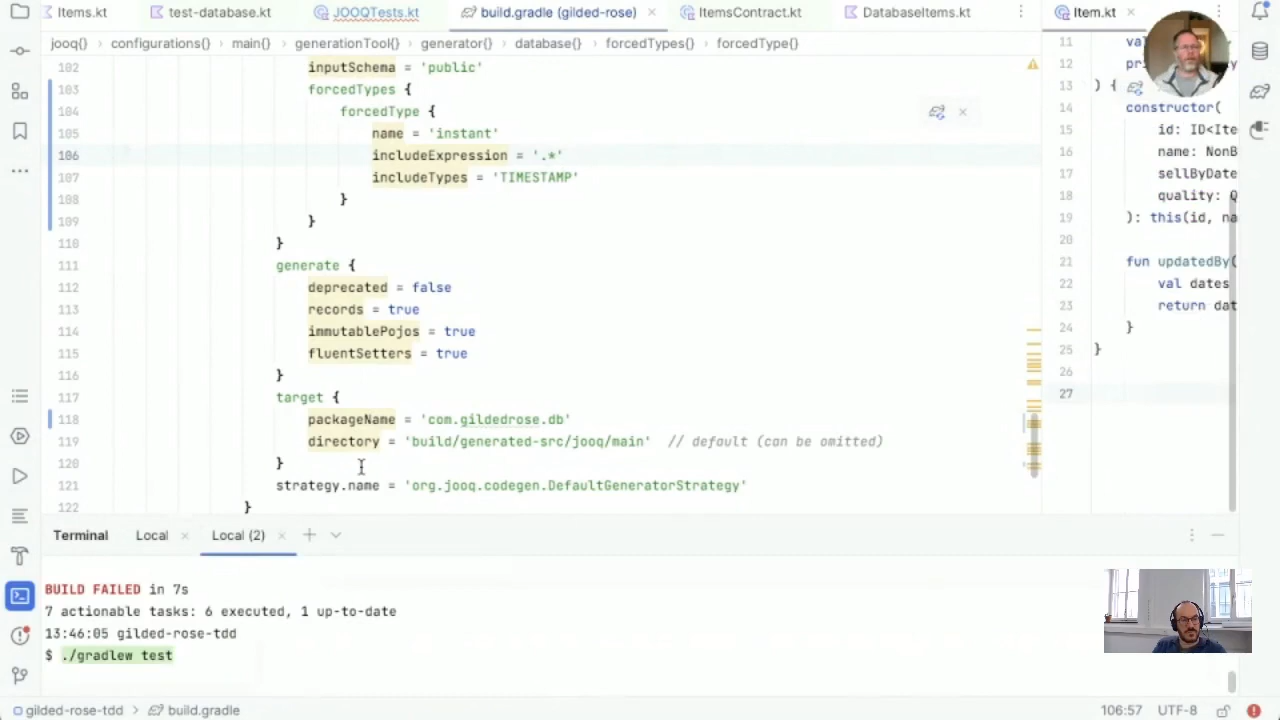 Items.kt test-database.kt JOOQTests.kt build.gradle (gilded-rose) ItemsContract.kt DatabaseItems.kt Item.kt
jooq{} configurations{} main{} generationTool{} generator{} database{} forcedTypes{} forcedType{}
102 inputSchema = 'public'
103 forcedTypes {
104 forcedType {
105 name = 'instant'
106 includeExpression = '.*'
107 includeTypes = 'TIMESTAMP'
108 }
109 }
110 }
111 generate {
112 deprecated = false
113 records = true
114 immutablePojos = true
115 fluentSetters = true
116 }
117 target {
118 packageName = 'com.gildedrose.db'
119 directory = 'build/generated-src/jooq/main' // default (can be omitted)
120 }
121 strategy.name = 'org.jooq.codegen.DefaultGeneratorStrategy'
122 }
11 va
12 pr
13 ) {
14 constructor(
15 id: ID<Ite
16 name: NonB
17 sellByDate
18 quality: Q
19 ): this(id, na
20
21 fun updatedBy(
22 val dates
23 return dat
24 }
25 }
26
27
Terminal Local Local (2)
BUILD FAILED in 7s
7 actionable tasks: 6 executed, 1 up-to-date
13:46:05 gilded-rose-tdd
$ ./gradlew test
gilded-rose-tdd > build.gradle 106:57 UTF-8